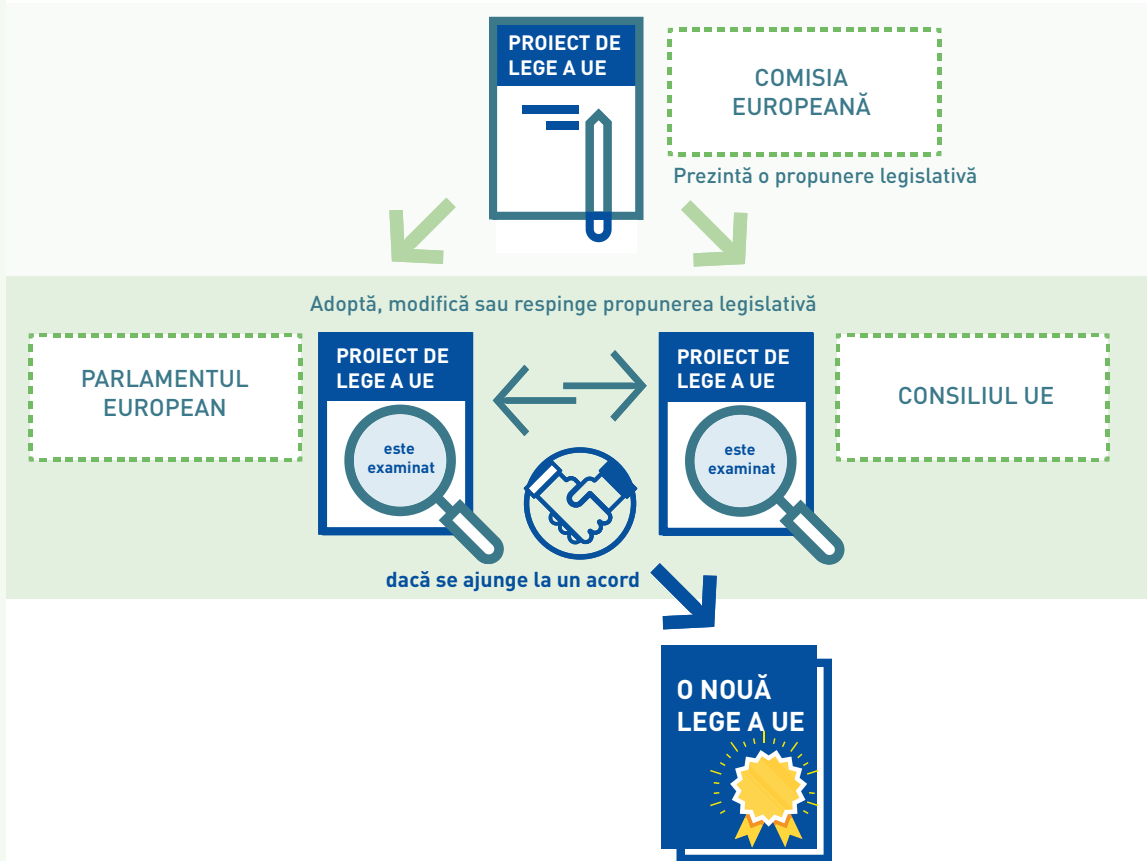 PROIECT DE
LEGE A UE
COMISIA
EUROPEANĂ
Prezintă o propunere legislativă
Adoptă, modifică sau respinge propunerea legislativă
PARLAMENTUL
EUROPEAN
PROIECT DE
LEGE A UE
este
examinat
PROIECT DE
LEGE A UE
este
examinat
CONSILIUL UE
dacă se ajunge la un acord
O NOUĂ
LEGE A UE